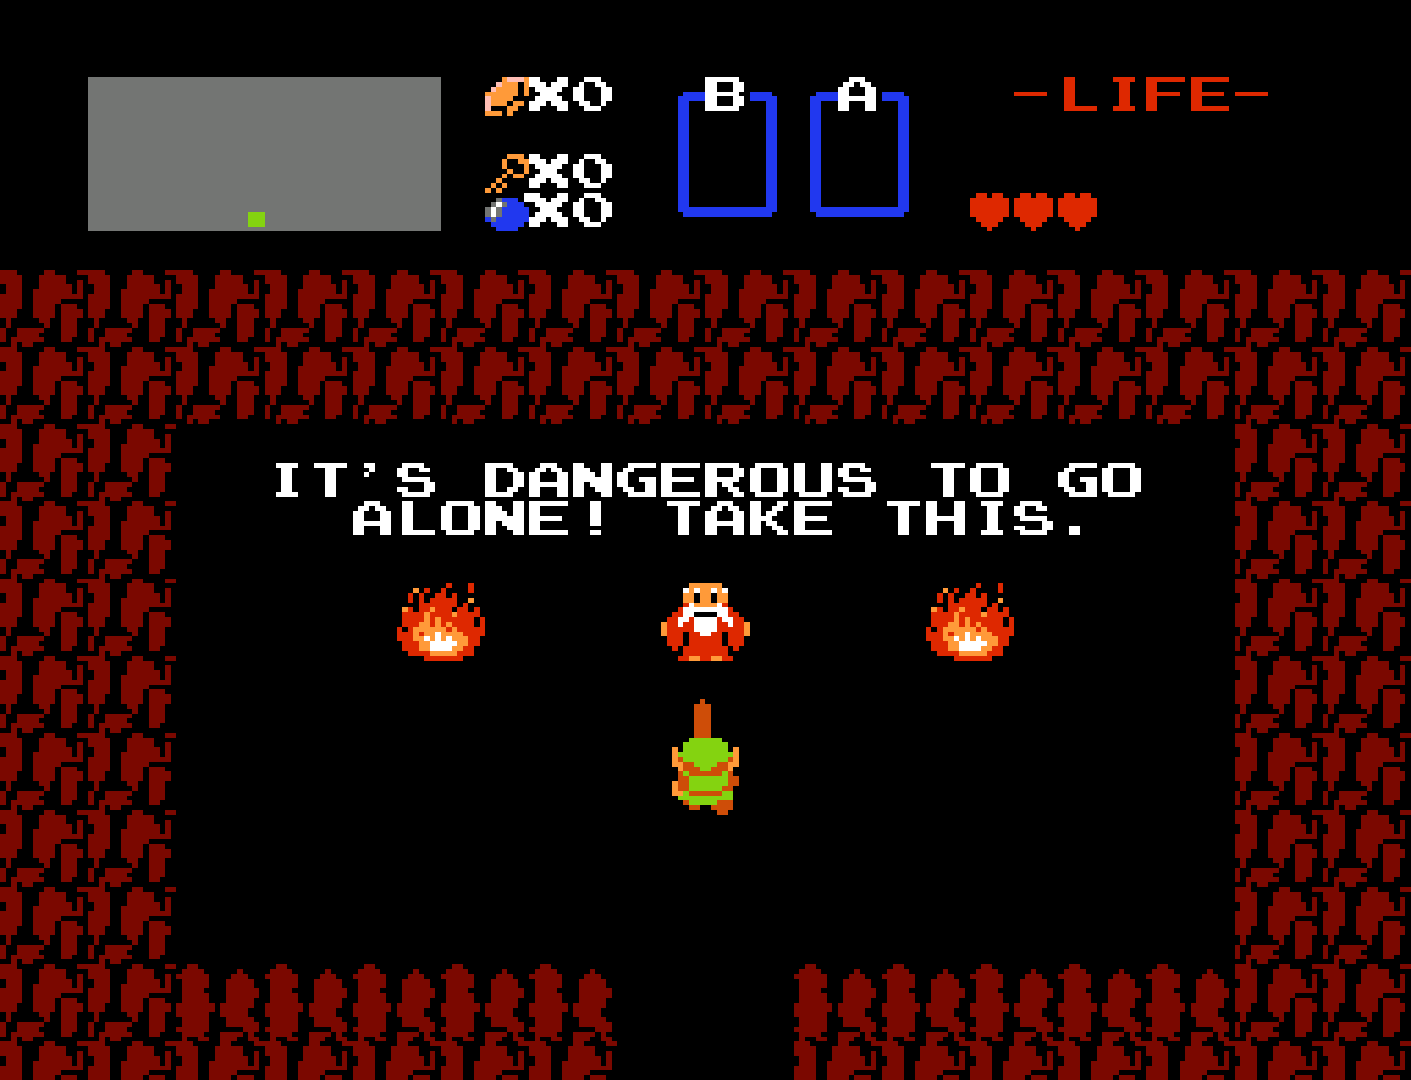 X0
B
A
-LIFE-
X0
X0
IT'S DANGEROUS TO GO
ALONE! TAKE THIS.